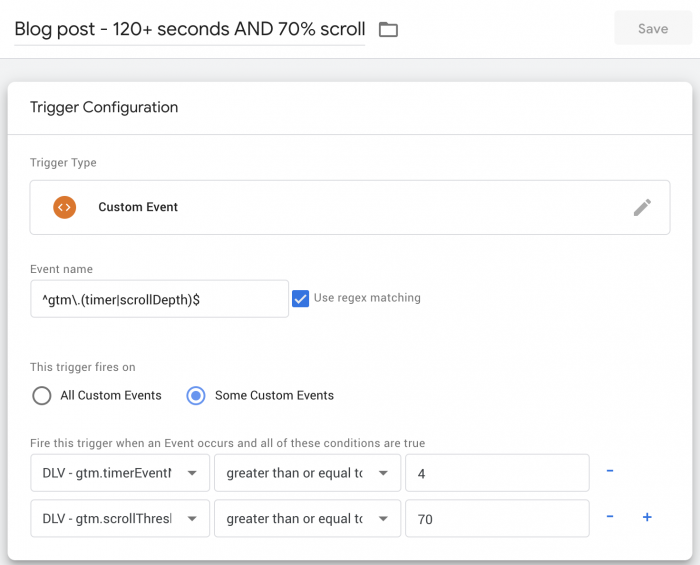 Blog post - 120+ seconds AND 70% scroll
Save
Trigger Configuration
Trigger Type
Custom Event
Event name
^gtm\.(timer|scrollDepth)$
Use regex matching
This trigger fires on
All Custom Events
Some Custom Events
Fire this trigger when an Event occurs and all of these conditions are true
DLV - gtm.timerEventN greater than or equal to 4
DLV - gtm.scrollThresl greater than or equal to 70